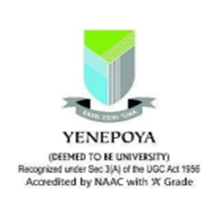 YENEPOYA
(DEEMED TO BE UNIVERSITY)
Recognized under Sec 3(A) of the UGC Act 1956
Accredited by NAAC with 'A' Grade